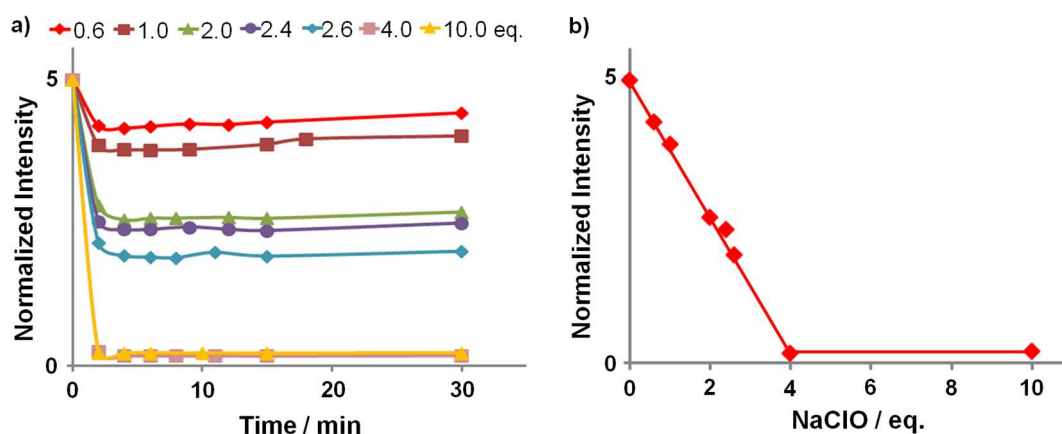 a)
0.6 1.0 2.0 2.4 2.6 4.0 10.0 eq.
5
0
Normalized Intensity
0 10 20 30
Time / min
b)
5
0
Normalized Intensity
0 2 4 6 8 10
NaClO / eq.